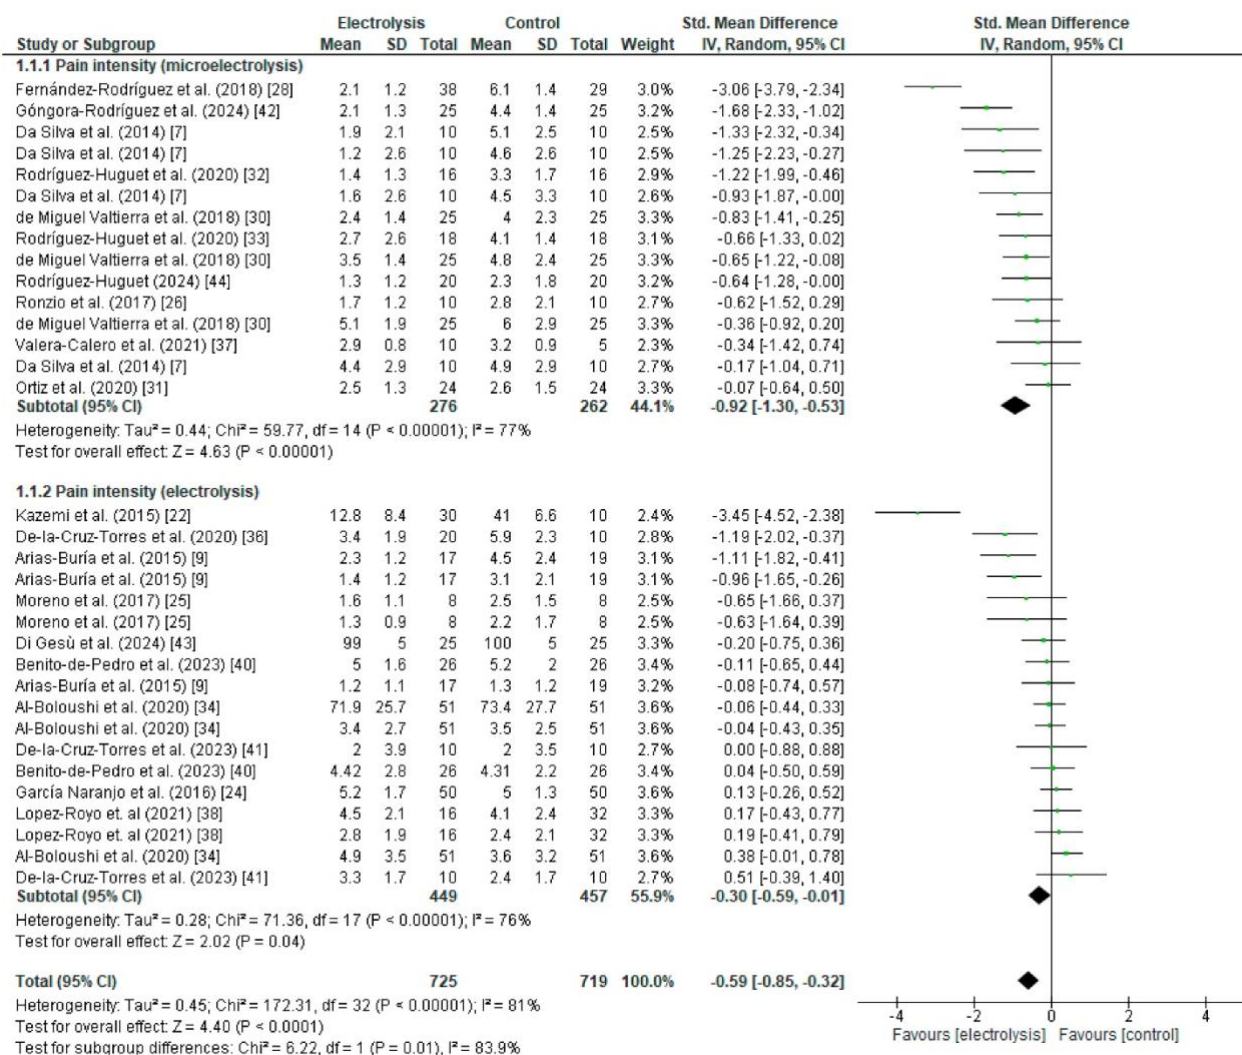 Electrolysis Control Std. Mean Difference Std. Mean Difference
Study or Subgroup Mean SD Total Mean SD Total Weight IV, Random, 95% CI IV, Random, 95% CI
1.1.1 Pain intensity (microelectrolysis)
Fernández-Rodríguez et al. (2018) [28] 2.1 1.2 38 6.1 1.4 29 3.0% -3.06 [-3.79, -2.34]
Góngora-Rodríguez et al. (2024) [42] 2.1 1.3 25 4.4 1.4 25 3.2% -1.68 [-2.33, -1.02]
Da Silva et al. (2014) [7] 1.9 2.1 10 5.1 2.5 10 2.5% -1.33 [-2.32, -0.34]
Da Silva et al. (2014) [7] 1.2 2.6 10 4.6 2.6 10 2.5% -1.25 [-2.23, -0.27]
Rodríguez-Huguet et al. (2020) [32] 1.4 1.3 16 3.3 1.7 16 2.9% -1.22 [-1.99, -0.46]
Da Silva et al. (2014) [7] 1.6 2.6 10 4.5 3.3 10 2.6% -0.93 [-1.87, -0.00]
de Miguel Valtierra et al. (2018) [30] 2.4 1.4 25 4 2.3 25 3.3% -0.83 [-1.41, -0.25]
Rodríguez-Huguet et al. (2020) [33] 2.7 2.6 18 4.1 1.4 18 3.1% -0.66 [-1.33, 0.02]
de Miguel Valtierra et al. (2018) [30] 3.5 1.4 25 4.8 2.4 25 3.3% -0.65 [-1.22, -0.08]
Rodríguez-Huguet (2024) [44] 1.3 1.2 20 2.3 1.8 20 3.2% -0.64 [-1.28, -0.00]
Ronzio et al. (2017) [26] 1.7 1.2 10 2.8 2.1 10 2.7% -0.62 [-1.52, 0.29]
de Miguel Valtierra et al. (2018) [30] 5.1 1.9 25 6 2.9 25 3.3% -0.36 [-0.92, 0.20]
Valera-Calero et al. (2021) [37] 2.9 0.8 10 3.2 0.9 5 2.3% -0.34 [-1.42, 0.74]
Da Silva et al. (2014) [7] 4.4 2.9 10 4.9 2.9 10 2.7% -0.17 [-1.04, 0.71]
Ortiz et al. (2020) [31] 2.5 1.3 24 2.6 1.5 24 3.3% -0.07 [-0.64, 0.50]
Subtotal (95% CI) 276 262 44.1% -0.92 [-1.30, -0.53]
Heterogeneity: Tau² = 0.44; Chi² = 59.77, df = 14 (P < 0.00001); I² = 77%
Test for overall effect: Z = 4.63 (P < 0.00001)
1.1.2 Pain intensity (electrolysis)
Kazemi et al. (2015) [22] 12.8 8.4 30 41 6.6 10 2.4% -3.45 [-4.52, -2.38]
De-la-Cruz-Torres et al. (2020) [36] 3.4 1.9 20 5.9 2.3 10 2.8% -1.19 [-2.02, -0.37]
Arias-Buría et al. (2015) [9] 2.3 1.2 17 4.5 2.4 19 3.1% -1.11 [-1.82, -0.41]
Arias-Buría et al. (2015) [9] 1.4 1.2 17 3.1 2.1 19 3.1% -0.96 [-1.65, -0.26]
Moreno et al. (2017) [25] 1.6 1.1 8 2.5 1.5 8 2.5% -0.65 [-1.66, 0.37]
Moreno et al. (2017) [25] 1.3 0.9 8 2.2 1.7 8 2.5% -0.63 [-1.64, 0.39]
Di Gesù et al. (2024) [43] 99 5 25 100 5 25 3.3% -0.20 [-0.75, 0.36]
Benito-de-Pedro et al. (2023) [40] 5 1.6 26 5.2 2 26 3.4% -0.11 [-0.65, 0.44]
Arias-Buría et al. (2015) [9] 1.2 1.1 17 1.3 1.2 19 3.2% -0.08 [-0.74, 0.57]
Al-Boloushi et al. (2020) [34] 71.9 25.7 51 73.4 27.7 51 3.6% -0.06 [-0.44, 0.33]
Al-Boloushi et al. (2020) [34] 3.4 2.7 51 3.5 2.5 51 3.6% -0.04 [-0.43, 0.35]
De-la-Cruz-Torres et al. (2023) [41] 2 3.9 10 2 3.5 10 2.7% 0.00 [-0.88, 0.88]
Benito-de-Pedro et al. (2023) [40] 4.42 2.8 26 4.31 2.2 26 3.4% 0.04 [-0.50, 0.59]
García Naranjo et al. (2016) [24] 5.2 1.7 50 5 1.3 50 3.6% 0.13 [-0.26, 0.52]
Lopez-Royo et. al (2021) [38] 4.5 2.1 16 4.1 2.4 32 3.3% 0.17 [-0.43, 0.77]
Lopez-Royo et. al (2021) [38] 2.8 1.9 16 2.4 2.1 32 3.3% 0.19 [-0.41, 0.79]
Al-Boloushi et al. (2020) [34] 4.9 3.5 51 3.6 3.2 51 3.6% 0.38 [-0.01, 0.78]
De-la-Cruz-Torres et al. (2023) [41] 3.3 1.7 10 2.4 1.7 10 2.7% 0.51 [-0.39, 1.40]
Subtotal (95% CI) 449 457 55.9% -0.30 [-0.59, -0.01]
Heterogeneity: Tau² = 0.28; Chi² = 71.36, df = 17 (P < 0.00001); I² = 76%
Test for overall effect: Z = 2.02 (P = 0.04)
Total (95% CI) 725 719 100.0% -0.59 [-0.85, -0.32]
Heterogeneity: Tau² = 0.45; Chi² = 172.31, df = 32 (P < 0.00001); I² = 81%
Test for overall effect: Z = 4.40 (P < 0.0001)
Test for subgroup differences: Chi² = 6.22, df = 1 (P = 0.01), I² = 83.9%
-4 -2 0 2 4
Favours [electrolysis] Favours [control]